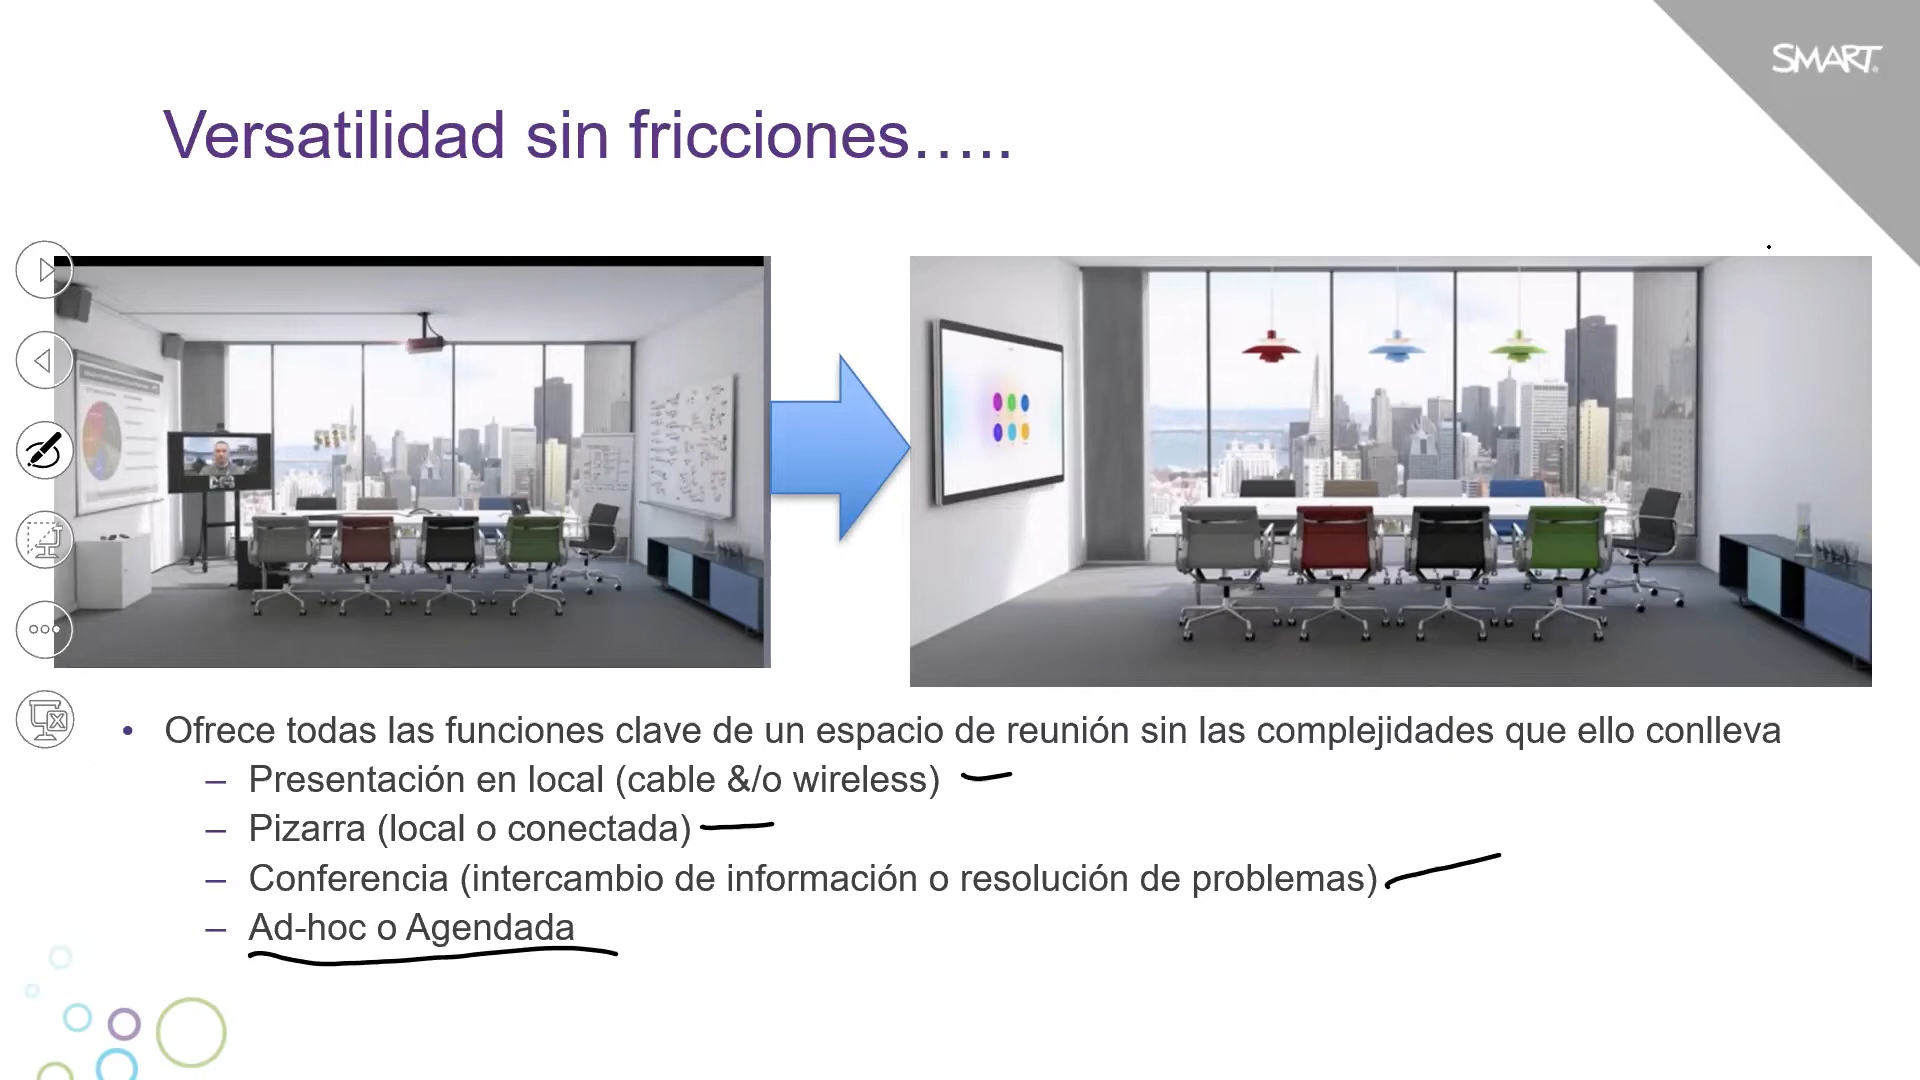 SMART
Versatilidad sin fricciones…..
• Ofrece todas las funciones clave de un espacio de reunión sin las complejidades que ello conlleva
– Presentación en local (cable &/o wireless)
– Pizarra (local o conectada)
– Conferencia (intercambio de información o resolución de problemas)
– Ad-hoc o Agendada